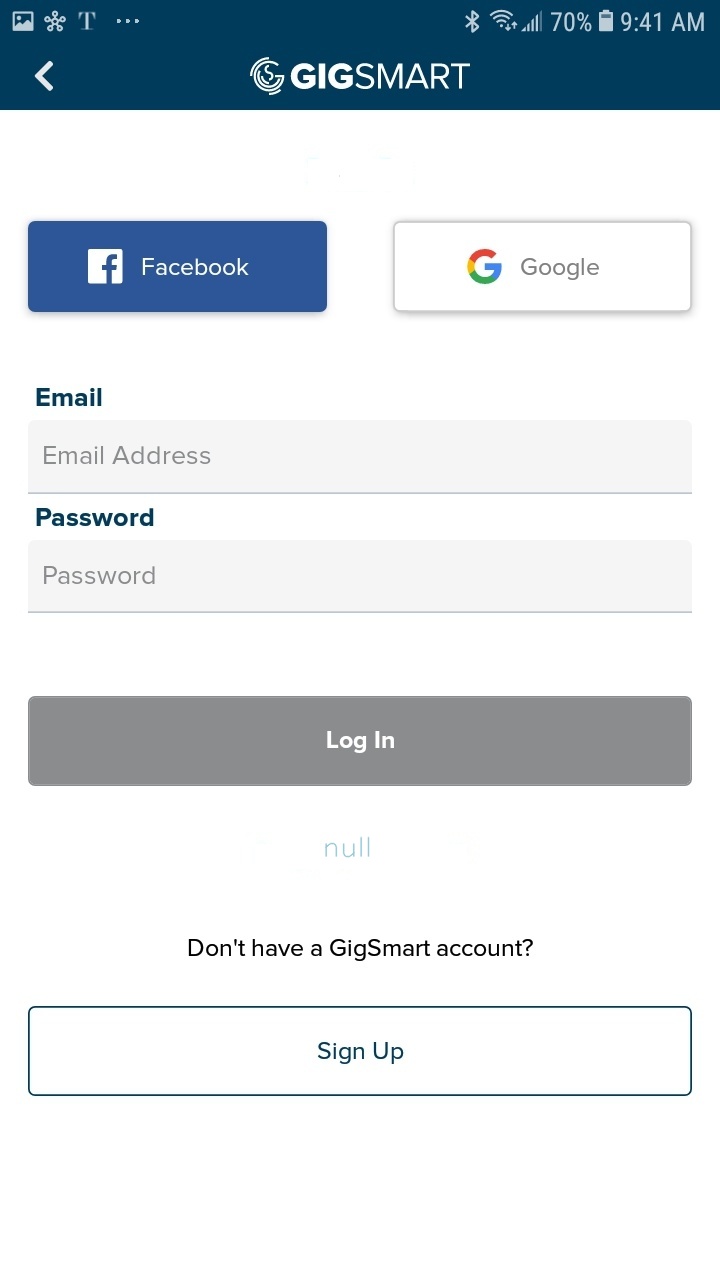 T ... 70% 9:41 AM
GIGSMART
Facebook Google
Email
Email Address
Password
Password
Log In
null
Don't have a GigSmart account?
Sign Up